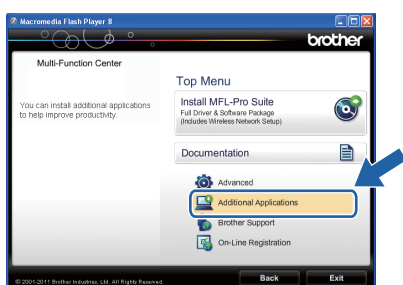 Macromedia Flash Player 8
brother
Multi-Function Center
You can install additional applications
to help improve productivity.
Top Menu
Install MFL-Pro Suite
Full Driver & Software Package
(Includes Wireless Network Setup)
Documentation
Advanced
Additional Applications
Brother Support
On-Line Registration
© 2001-2011 Brother Industries, Ltd. All Rights Reserved.
Back
Exit